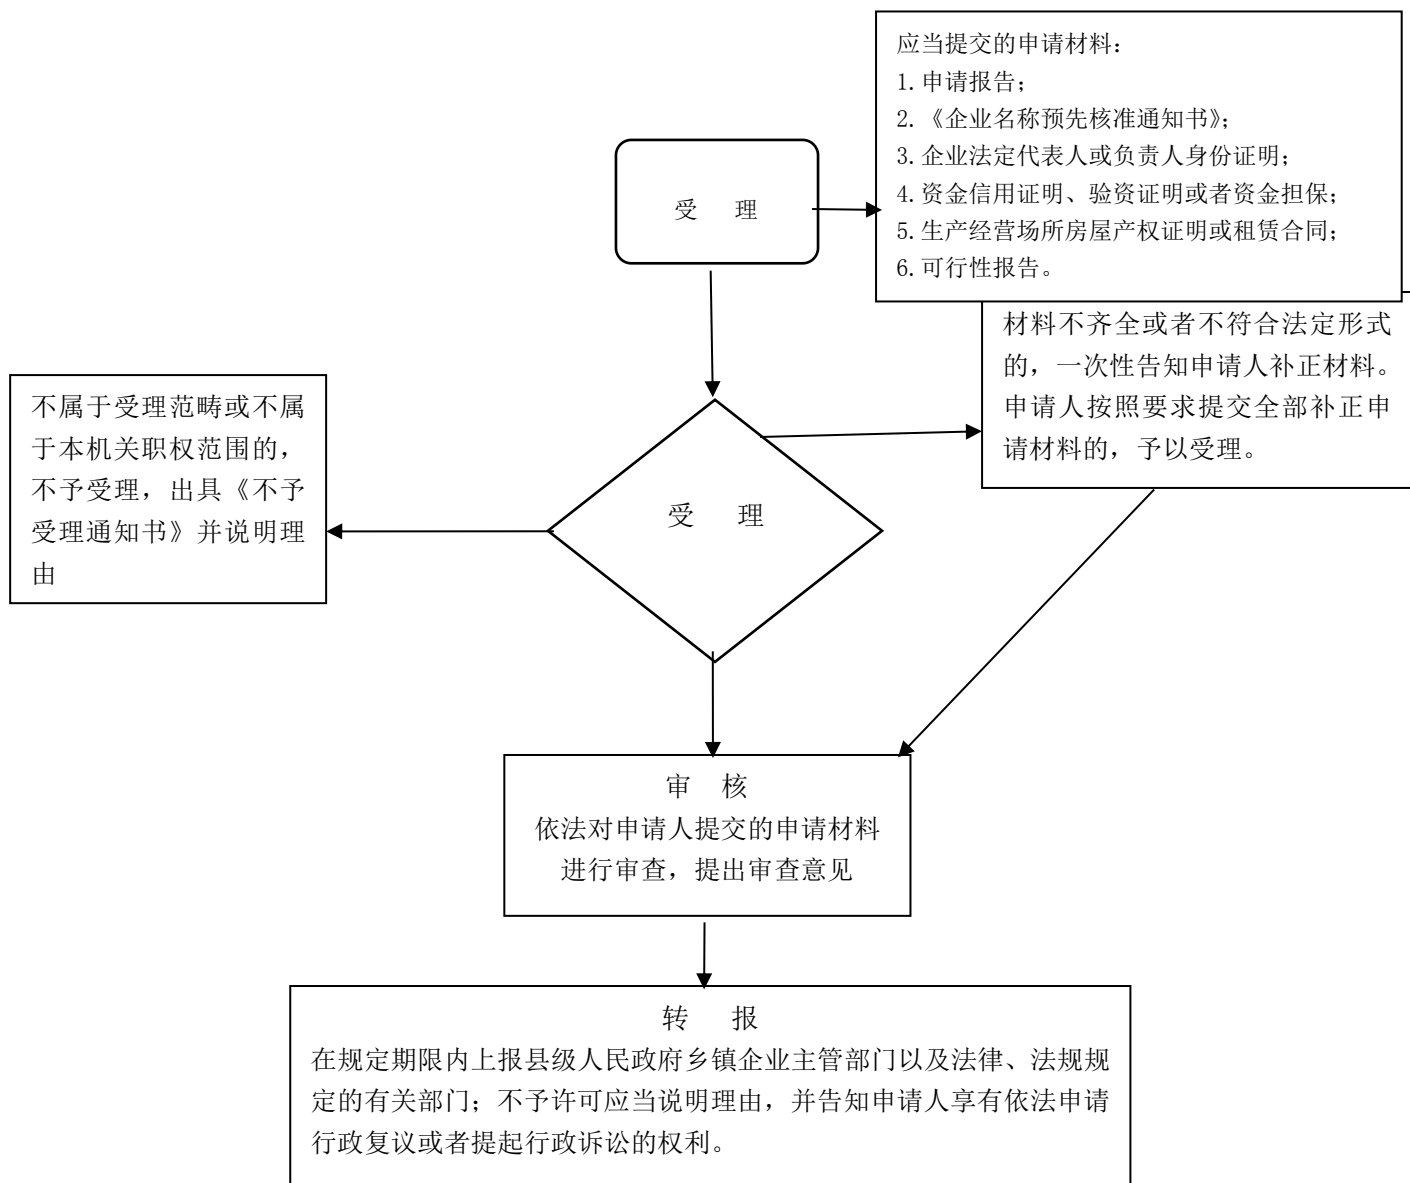 应当提交的申请材料：
1.申请报告；
2.《企业名称预先核准通知书》；
3.企业法定代表人或负责人身份证明；
4.资金信用证明、验资证明或者资金担保；
5.生产经营场所房屋产权证明或租赁合同；
6.可行性报告。
受 理
材料不齐全或者不符合法定形式
的，一次性告知申请人补正材料。
申请人按照要求提交全部补正申
请材料的，予以受理。
不属于受理范畴或不属
于本机关职权范围的，
不予受理，出具《不予
受理通知书》并说明理
由
受 理
审 核
依法对申请人提交的申请材料
进行审查，提出审查意见
转 报
在规定期限内上报县级人民政府乡镇企业主管部门以及法律、法规规
定的有关部门；不予许可应当说明理由，并告知申请人享有依法申请
行政复议或者提起行政诉讼的权利。